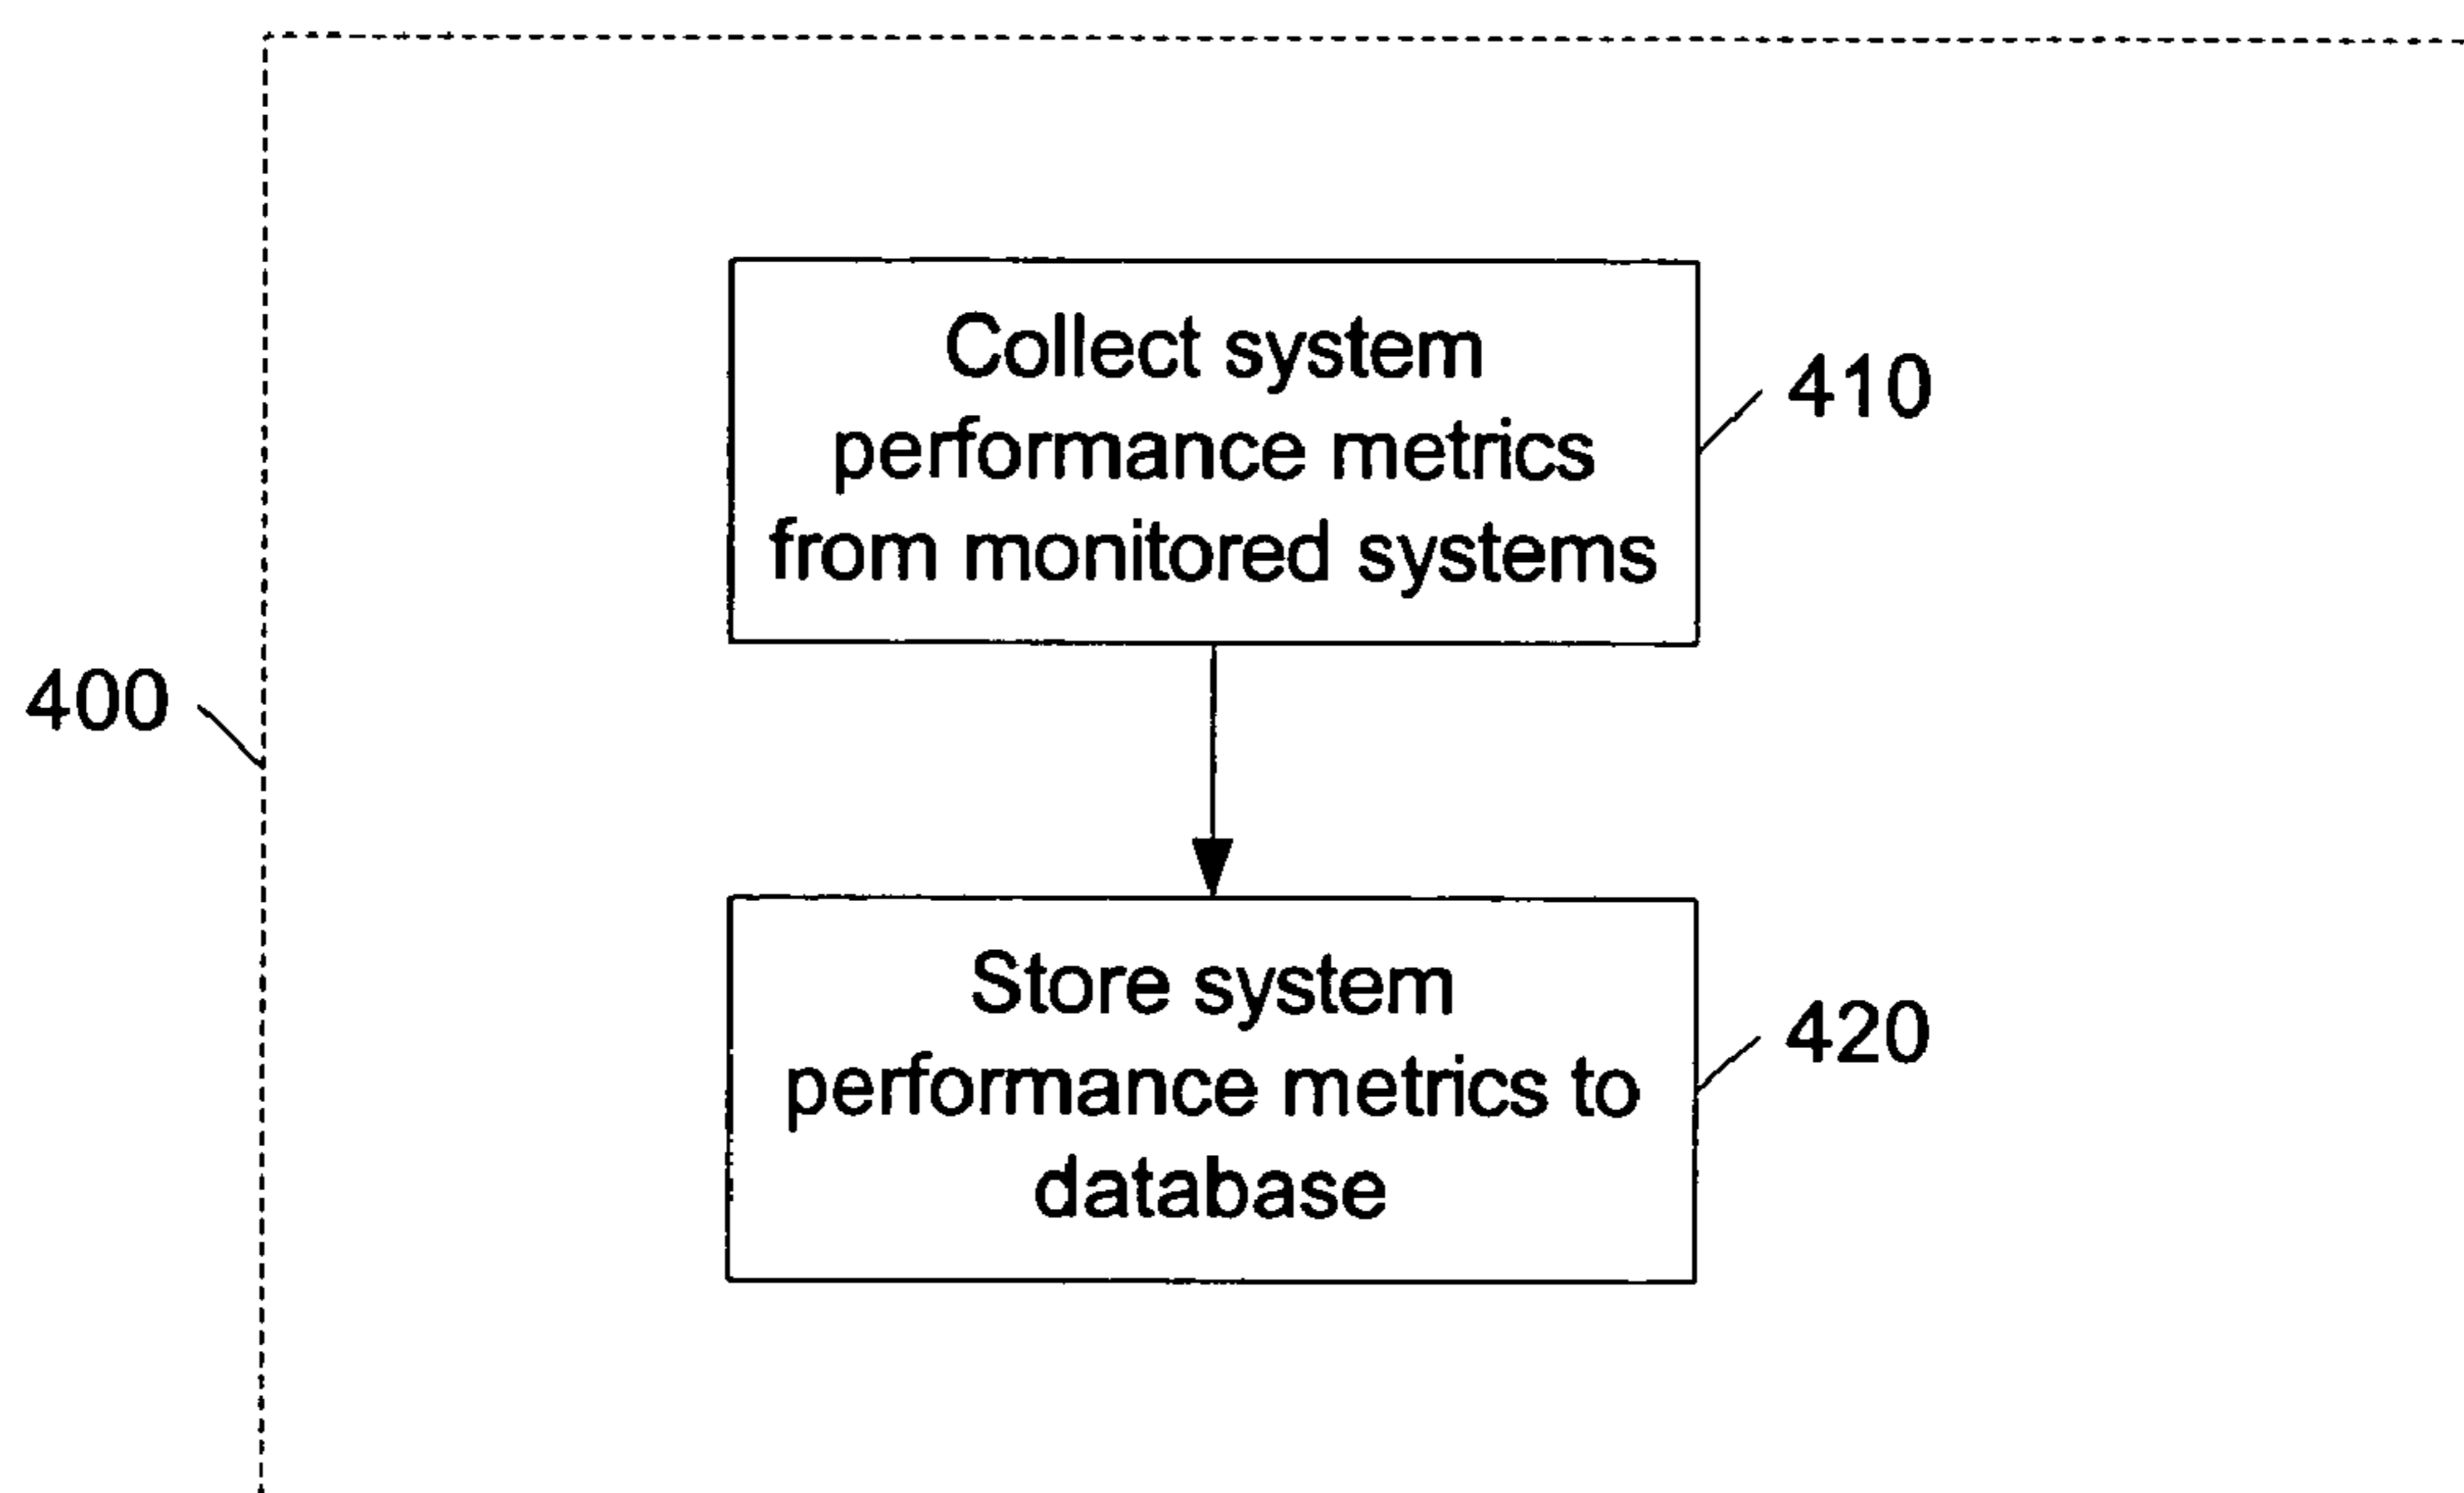 Collect system
performance metrics
from monitored systems
410
400
Store system
performance metrics to
database
420